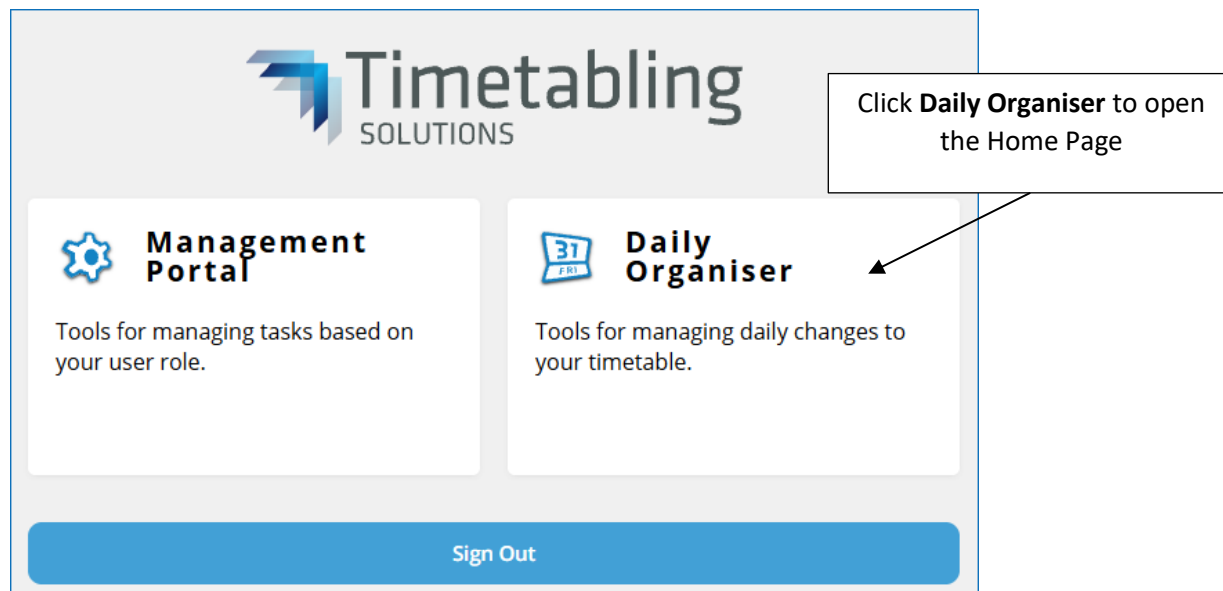 Timetabling
SOLUTIONS
Click Daily Organiser to open
the Home Page
Management
Portal
Tools for managing tasks based on
your user role.
31
FRI
Daily
Organiser
Tools for managing daily changes to
your timetable.
Sign Out